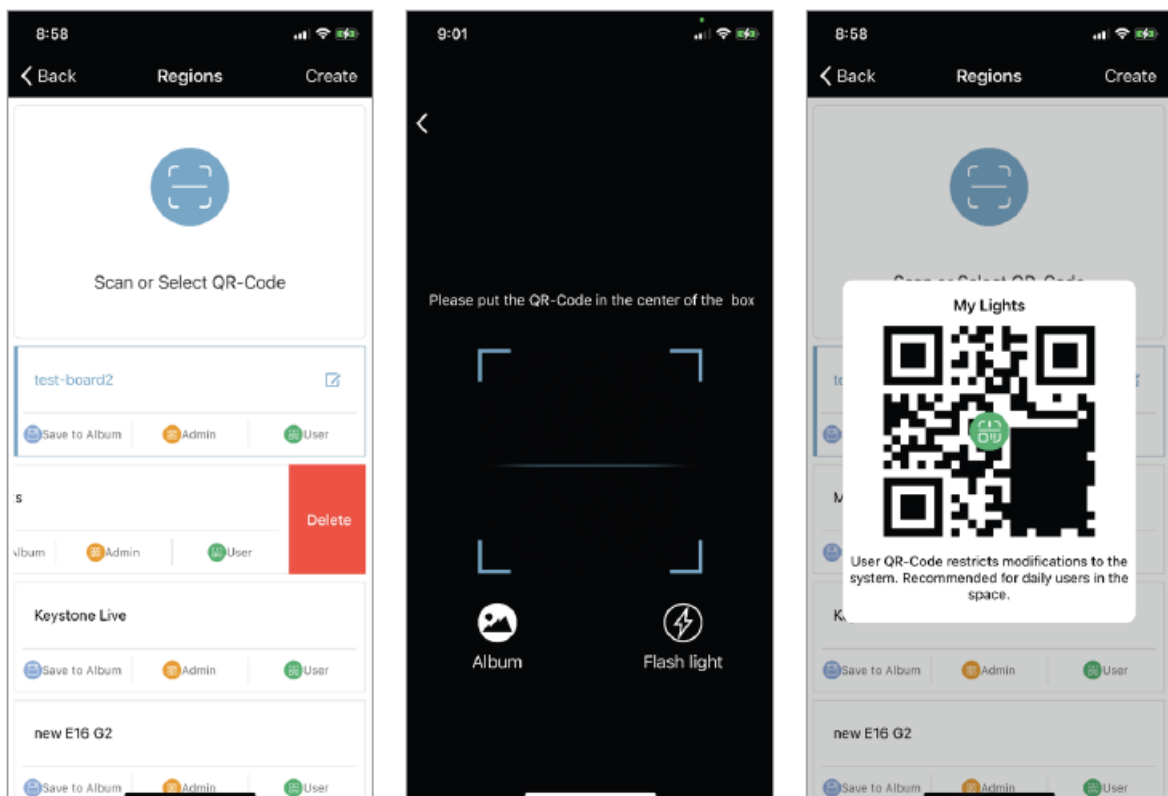 8:58
Back
Regions
Create
Scan or Select QR-Code
test-board2
Save to Album
Admin
User
s
Delete
Album
Admin
User
Keystone Live
Save to Album
Admin
User
new E16 G2
Save to Album
Admin
User
9:01
Please put the QR-Code in the center of the box
Album
Flash light
8:58
Back
Regions
Create
My Lights
User QR-Code restricts modifications to the
system. Recommended for daily users in the
space.
Save to Album
Admin
User
new E16 G2
Save to Album
Admin
User